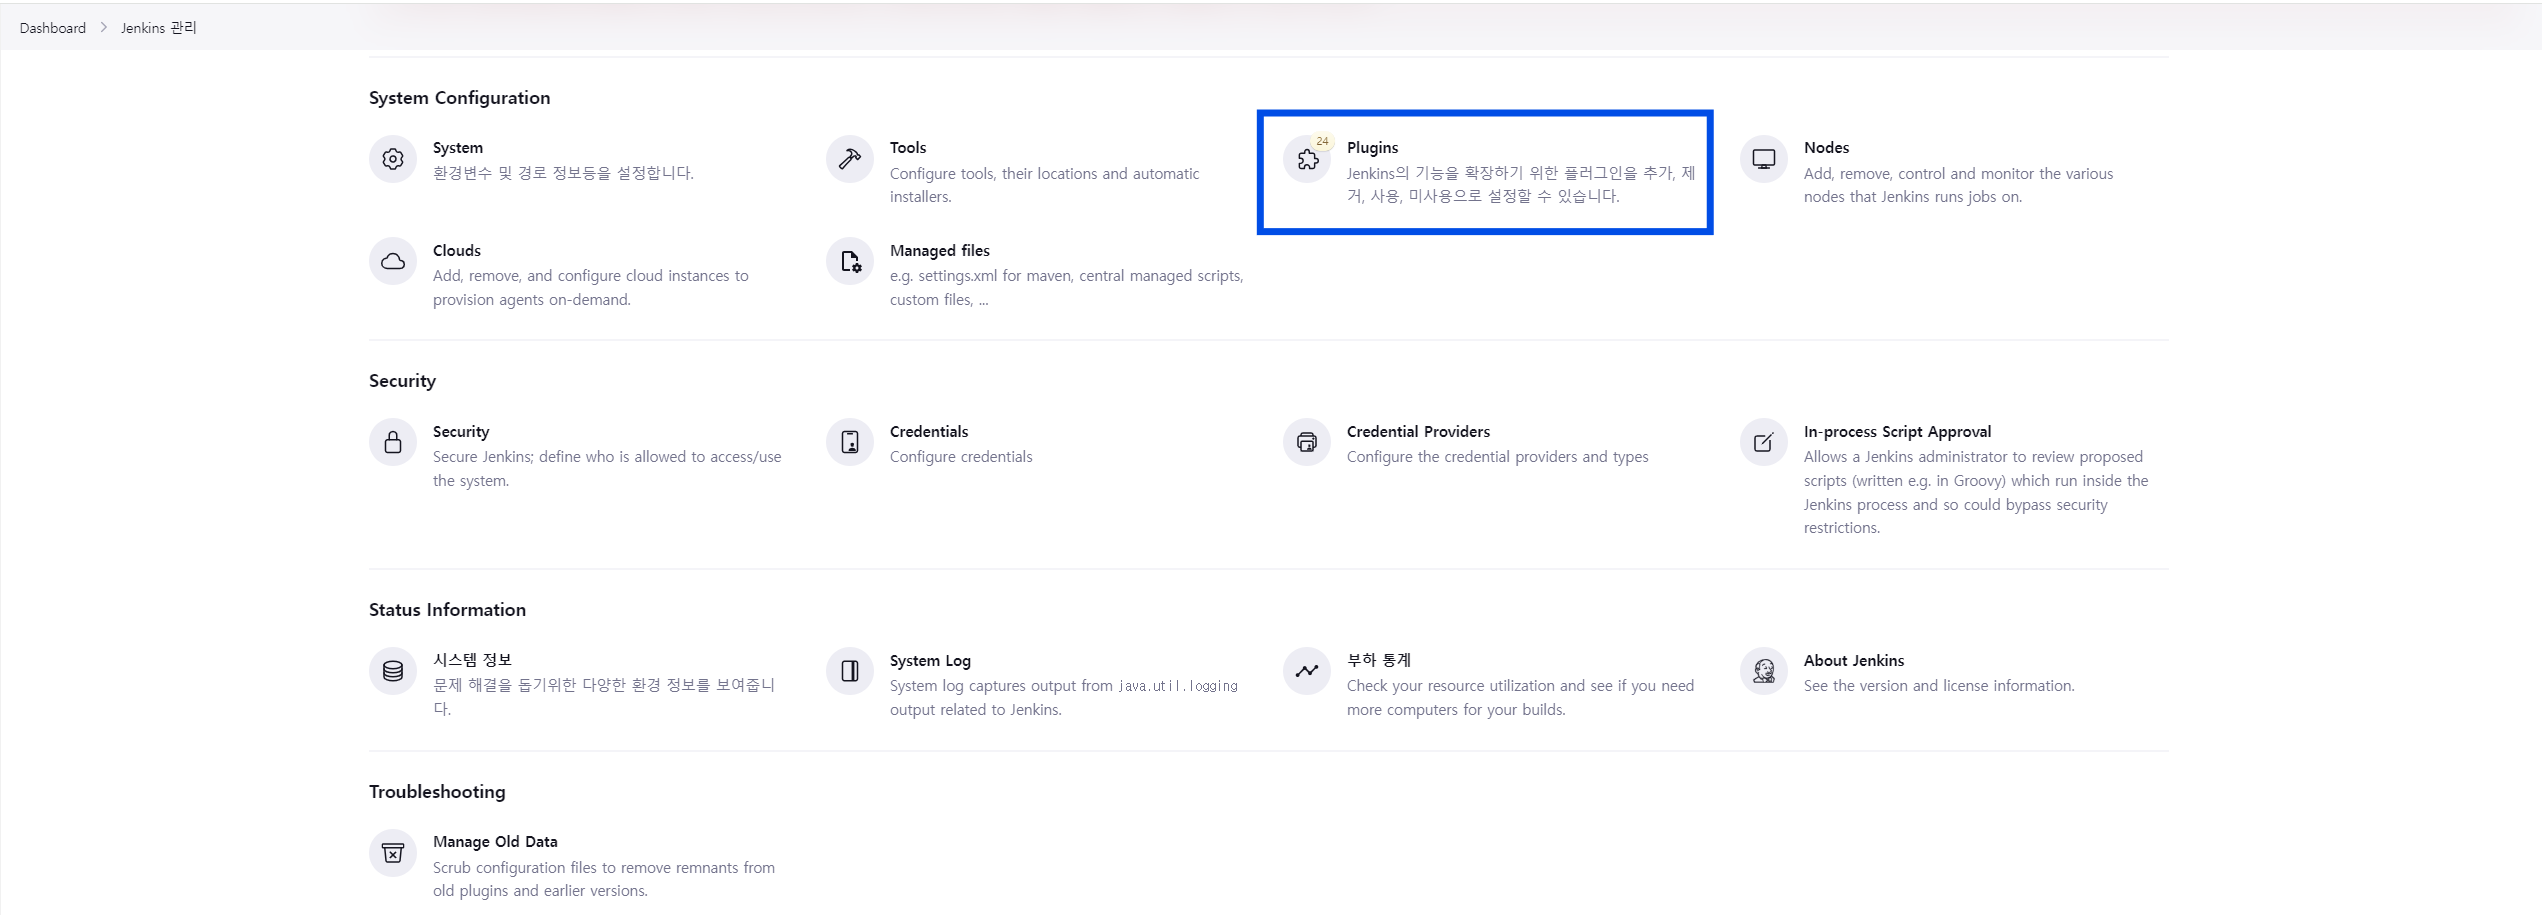 Dashboard > Jenkins 관리
System Configuration
System
환경변수 및 경로 정보등을 설정합니다.
Tools
Configure tools, their locations and automatic
installers.
24
Plugins
Jenkins의 기능을 확장하기 위한 플러그인을 추가, 제
거, 사용, 미사용으로 설정할 수 있습니다.
Nodes
Add, remove, control and monitor the various
nodes that Jenkins runs jobs on.
Clouds
Add, remove, and configure cloud instances to
provision agents on-demand.
Managed files
e.g. settings.xml for maven, central managed scripts,
custom files, ...
Security
Security
Secure Jenkins; define who is allowed to access/use
the system.
Credentials
Configure credentials
Credential Providers
Configure the credential providers and types
In-process Script Approval
Allows a Jenkins administrator to review proposed
scripts (written e.g. in Groovy) which run inside the
Jenkins process and so could bypass security
restrictions.
Status Information
시스템 정보
문제 해결을 돕기위한 다양한 환경 정보를 보여줍니
다.
System Log
System log captures output from java.util.logging
output related to Jenkins.
부하 통계
Check your resource utilization and see if you need
more computers for your builds.
About Jenkins
See the version and license information.
Troubleshooting
Manage Old Data
Scrub configuration files to remove remnants from
old plugins and earlier versions.